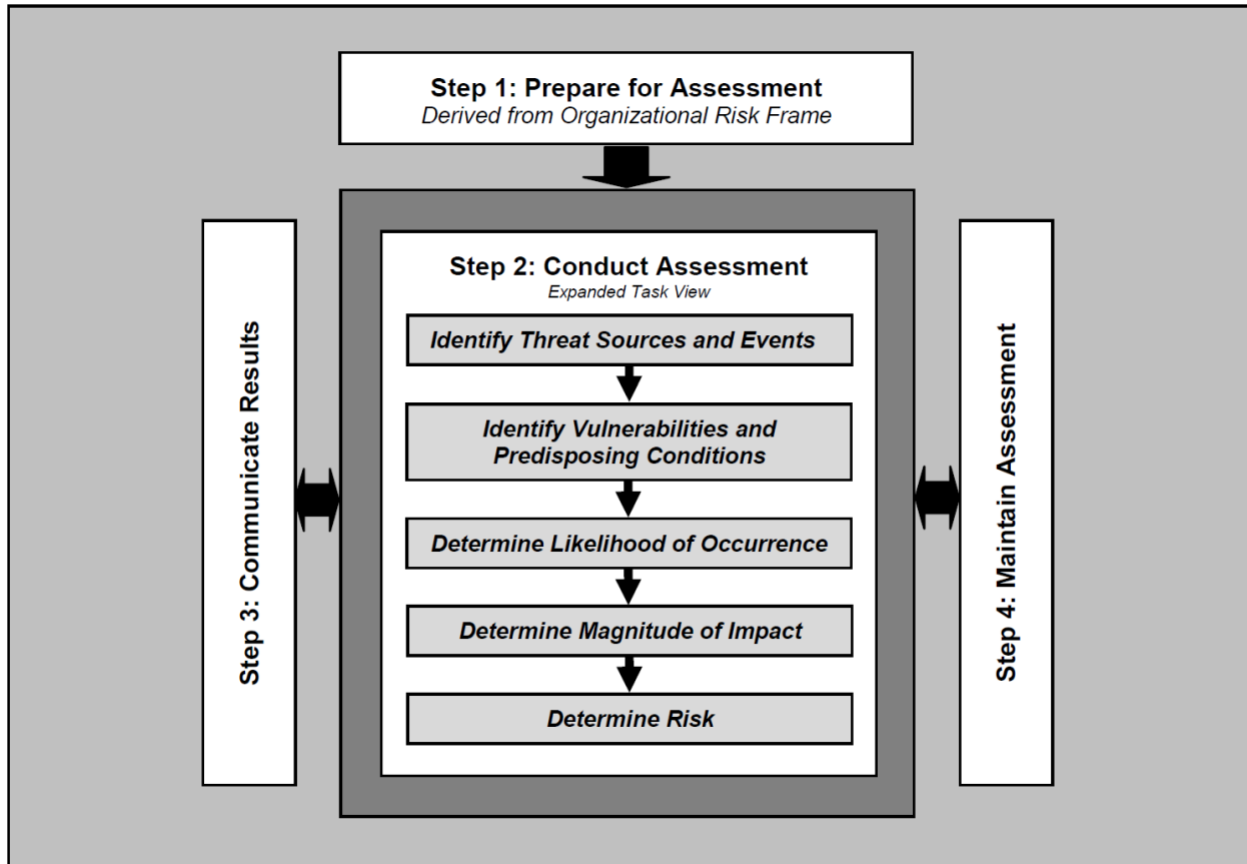 Step 1: Prepare for Assessment
Derived from Organizational Risk Frame
Step 2: Conduct Assessment
Expanded Task View
Identify Threat Sources and Events
Identify Vulnerabilities and
Predisposing Conditions
Determine Likelihood of Occurrence
Determine Magnitude of Impact
Determine Risk
Step 3: Communicate Results
Step 4: Maintain Assessment